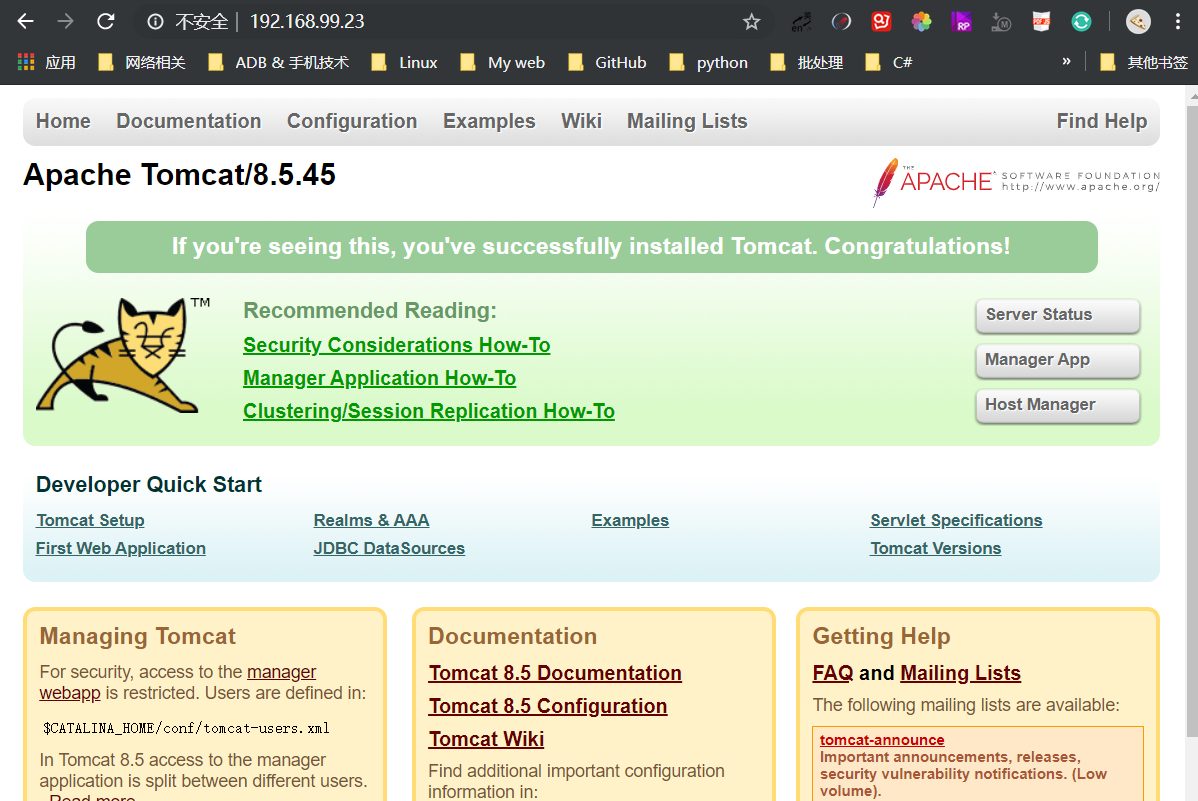 不安全 | 192.168.99.23
应用 网络相关 ADB & 手机技术 Linux My web GitHub python 批处理 C# » 其他书签
Home Documentation Configuration Examples Wiki Mailing Lists Find Help
Apache Tomcat/8.5.45
THE APACHE® SOFTWARE FOUNDATION
http://www.apache.org/
If you're seeing this, you've successfully installed Tomcat. Congratulations!
TM
Recommended Reading:
Security Considerations How-To
Manager Application How-To
Clustering/Session Replication How-To
Server Status
Manager App
Host Manager
Developer Quick Start
Tomcat Setup
First Web Application
Realms & AAA
JDBC DataSources
Examples
Servlet Specifications
Tomcat Versions
Managing Tomcat
For security, access to the manager
webapp is restricted. Users are defined in:
$CATALINA_HOME/conf/tomcat-users.xml
In Tomcat 8.5 access to the manager
application is split between different users.
Read more
Documentation
Tomcat 8.5 Documentation
Tomcat 8.5 Configuration
Tomcat Wiki
Find additional important configuration
information in:
Getting Help
FAQ and Mailing Lists
The following mailing lists are available:
tomcat-announce
Important announcements, releases,
security vulnerability notifications. (Low
volume).